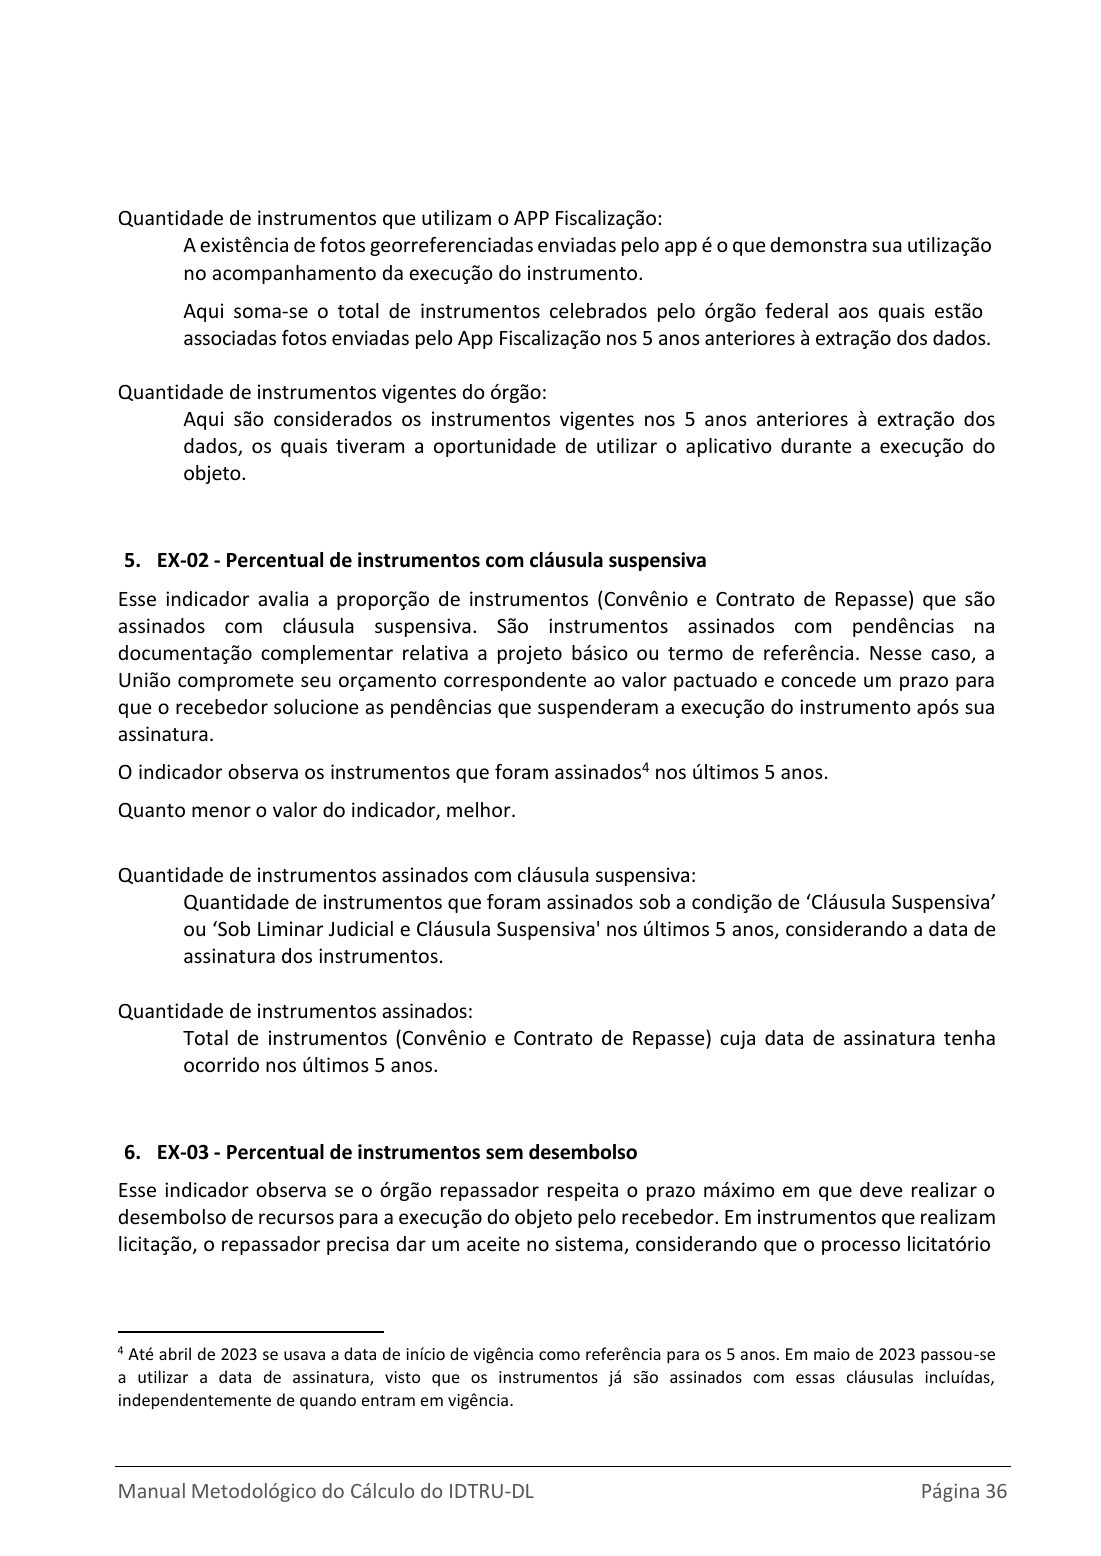 Quantidade de instrumentos que utilizam o APP Fiscalização:
A existência de fotos georreferenciadas enviadas pelo app é o que demonstra sua utilização
no acompanhamento da execução do instrumento.
Aqui soma-se o total de instrumentos celebrados pelo órgão federal aos quais estão
associadas fotos enviadas pelo App Fiscalização nos 5 anos anteriores à extração dos dados.
Quantidade de instrumentos vigentes do órgão:
Aqui são considerados os instrumentos vigentes nos 5 anos anteriores à extração dos
dados, os quais tiveram a oportunidade de utilizar o aplicativo durante a execução do
objeto.
5. EX-02 - Percentual de instrumentos com cláusula suspensiva
Esse indicador avalia a proporção de instrumentos (Convênio e Contrato de Repasse) que são
assinados com cláusula suspensiva. São instrumentos assinados com pendências na
documentação complementar relativa a projeto básico ou termo de referência. Nesse caso, a
União compromete seu orçamento correspondente ao valor pactuado e concede um prazo para
que o recebedor solucione as pendências que suspenderam a execução do instrumento após sua
assinatura.
O indicador observa os instrumentos que foram assinados⁴ nos últimos 5 anos.
Quanto menor o valor do indicador, melhor.
Quantidade de instrumentos assinados com cláusula suspensiva:
Quantidade de instrumentos que foram assinados sob a condição de ‘Cláusula Suspensiva’
ou ‘Sob Liminar Judicial e Cláusula Suspensiva' nos últimos 5 anos, considerando a data de
assinatura dos instrumentos.
Quantidade de instrumentos assinados:
Total de instrumentos (Convênio e Contrato de Repasse) cuja data de assinatura tenha
ocorrido nos últimos 5 anos.
6. EX-03 - Percentual de instrumentos sem desembolso
Esse indicador observa se o órgão repassador respeita o prazo máximo em que deve realizar o
desembolso de recursos para a execução do objeto pelo recebedor. Em instrumentos que realizam
licitação, o repassador precisa dar um aceite no sistema, considerando que o processo licitatório
⁴ Até abril de 2023 se usava a data de início de vigência como referência para os 5 anos. Em maio de 2023 passou-se
a utilizar a data de assinatura, visto que os instrumentos já são assinados com essas cláusulas incluídas,
independentemente de quando entram em vigência.
Manual Metodológico do Cálculo do IDTRU-DL Página 36